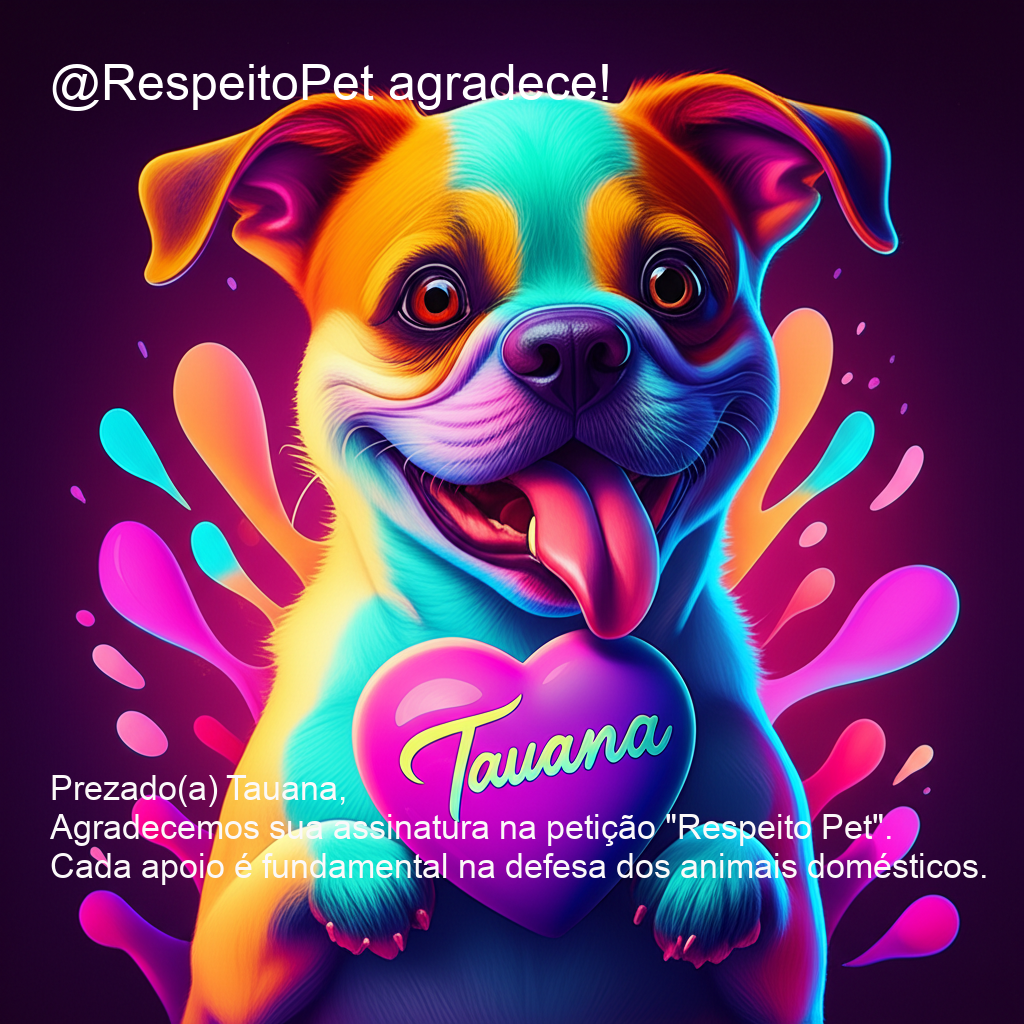 @RespeitoPet agradece!
Tauana
Prezado(a) Tauana,
Agradecemos sua assinatura na petição "Respeito Pet".
Cada apoio é fundamental na defesa dos animais domésticos.